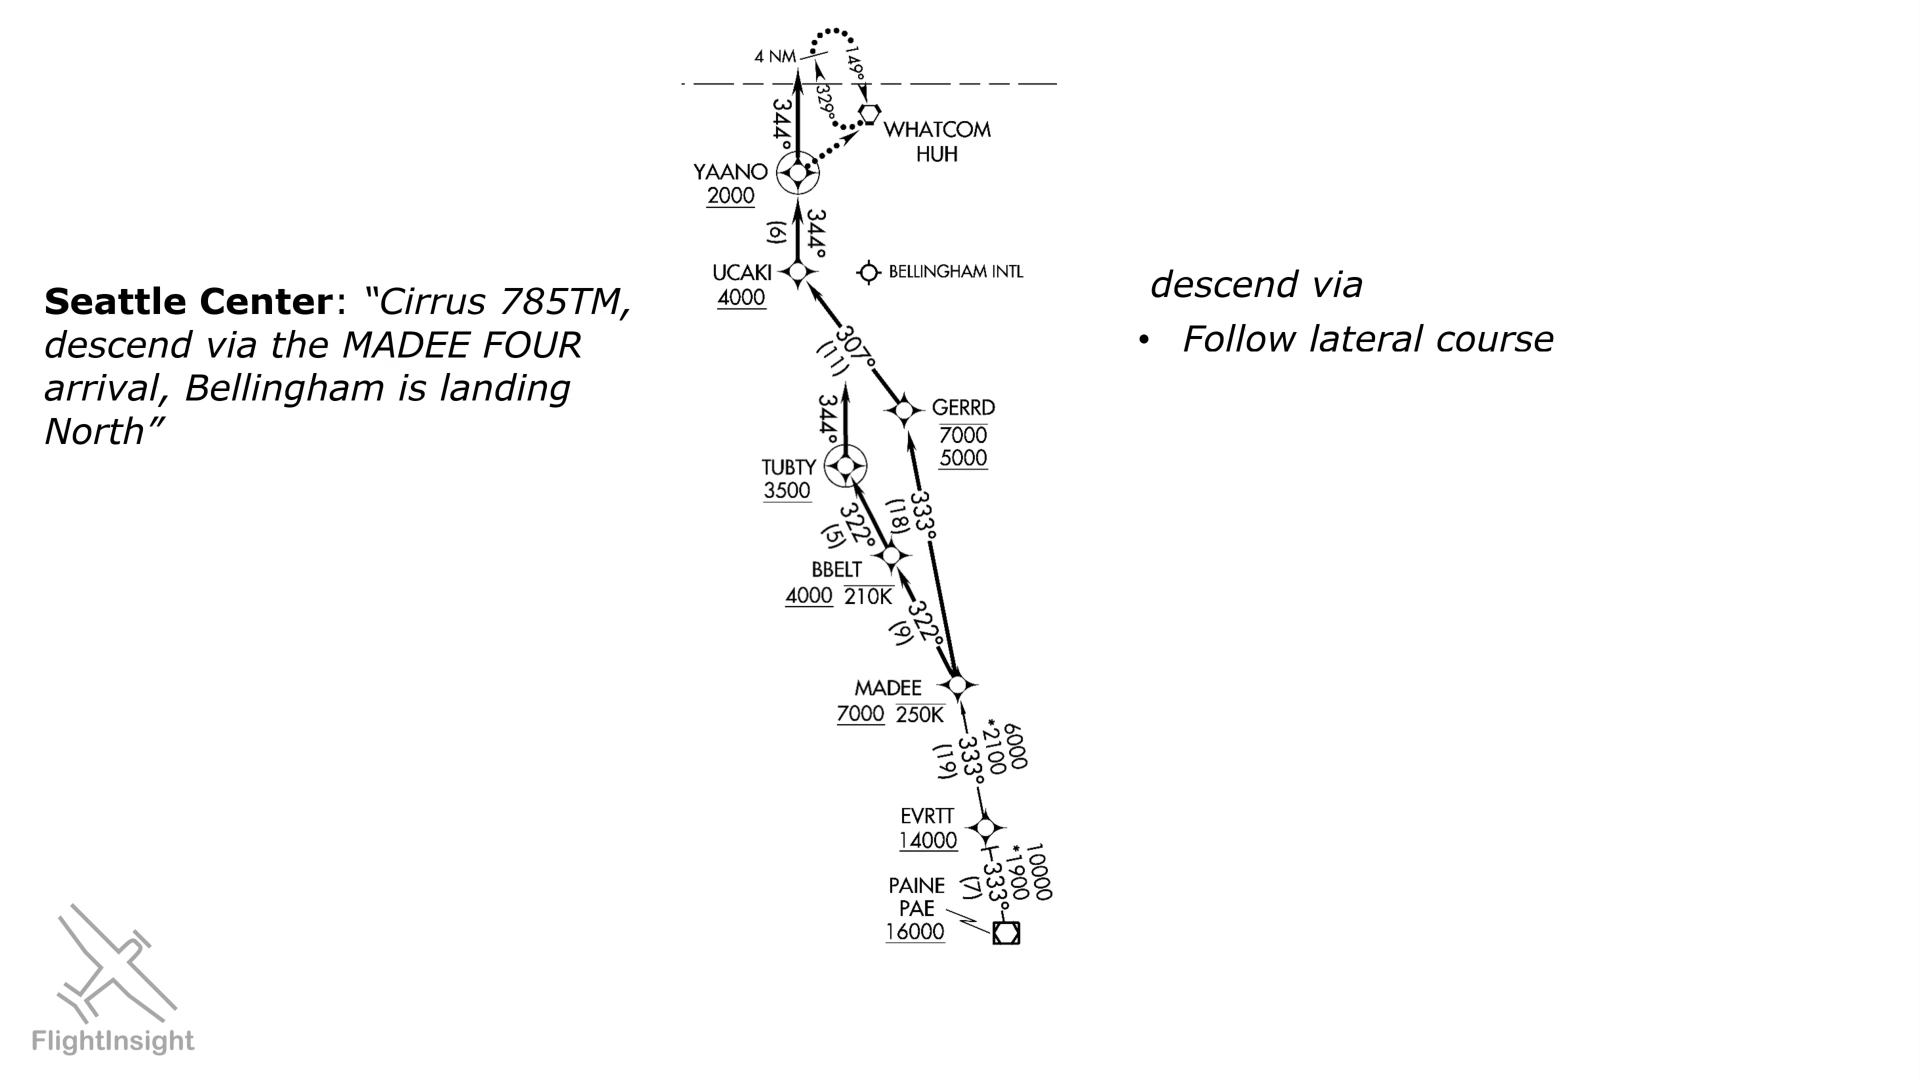 4 NM
149°
329°
344°
WHATCOM
HUH
YAANO
2000
344°
(6)
UCAKI
4000
BELLINGHAM INTL
Seattle Center: “Cirrus 785TM,
descend via the MADEE FOUR
arrival, Bellingham is landing
North”
descend via
• Follow lateral course
307°
(11)
GERRD
7000
5000
344°
TUBTY
3500
333°
(18)
322°
(5)
BBELT
4000 210K
322°
(9)
MADEE
7000 250K
6000
*2100
333°
(19)
EVRTT
14000
10000
*1900
333°
(7)
PAINE
PAE
16000
FlightInsight